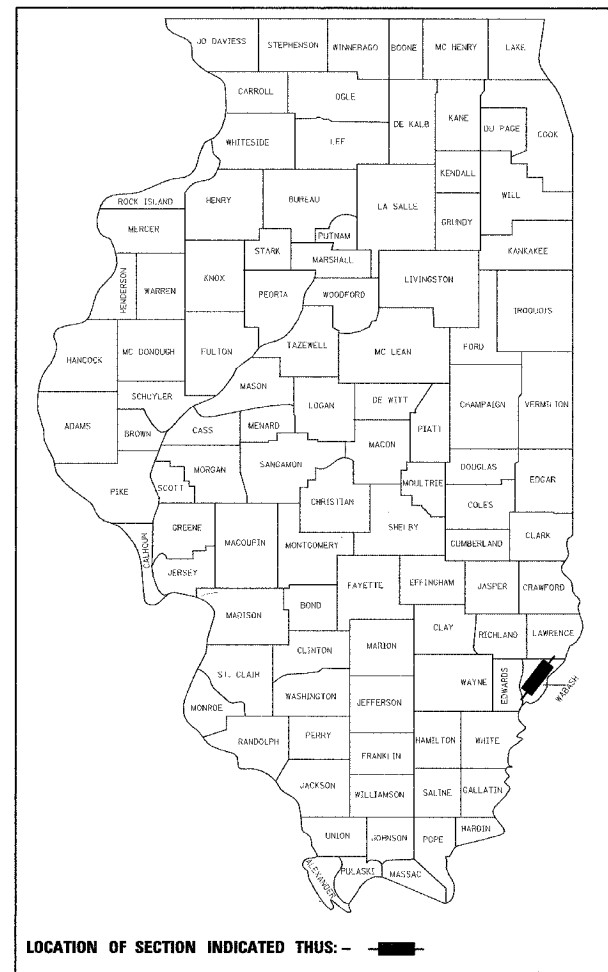 JO DAVIESS STEPHENSON WINNEBAGO BOONE MC HENRY LAKE
CARROLL OGLE DE KALB KANE DU PAGE COOK
WHITESIDE LEE
KENDALL
ROCK ISLAND HENRY BUREAU LA SALLE GRUNDY WILL
MERCER PUTNAM
KANKAKEE
HENDERSON WARREN KNOX STARK MARSHALL LIVINGSTON
PEORIA WOODFORD IROQUOIS
HANCOCK MC DONOUGH FULTON TAZEWELL MC LEAN FORD
MASON
SCHUYLER LOGAN DE WITT CHAMPAIGN VERMILION
ADAMS BROWN CASS MENARD PIATT
MACON
MORGAN SANGAMON DOUGLAS
PIKE SCOTT CHRISTIAN MOULTRIE COLES EDGAR
GREENE SHELBY
CALHOUN MACOUPIN MONTGOMERY CUMBERLAND CLARK
JERSEY FAYETTE EFFINGHAM JASPER CRAWFORD
MADISON BOND
CLAY RICHLAND LAWRENCE
CLINTON MARION
ST. CLAIR WAYNE EDWARDS WABASH
WASHINGTON JEFFERSON
MONROE
RANDOLPH PERRY HAMILTON WHITE
FRANKLIN
JACKSON WILLIAMSON SALINE GALLATIN
UNION JOHNSON POPE HARDIN
ALEXANDER PULASKI MASSAC
LOCATION OF SECTION INDICATED THUS: -